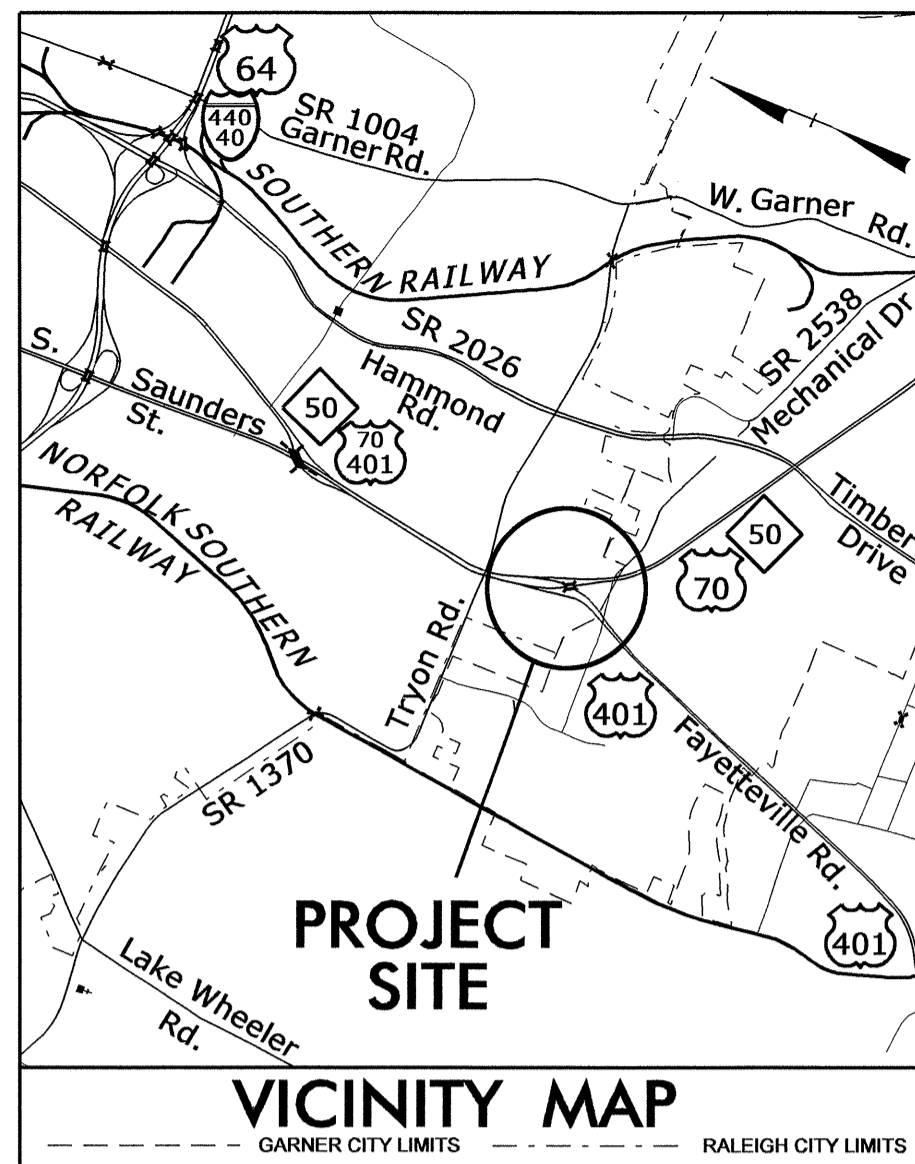 64
440
40
SR 1004
Garner Rd.
W. Garner Rd.
SOUTHERN RAILWAY
SR 2026
Hammond
Rd.
SR 2538
Mechanical Dr
S. Saunders
St.
50
70
401
NORFOLK SOUTHERN
RAILWAY
Timber
Drive
50
70
Tryon Rd.
401
Fayetteville Rd.
SR 1370
401
PROJECT
SITE
Lake Wheeler
Rd.
VICINITY MAP
GARNER CITY LIMITS
RALEIGH CITY LIMITS